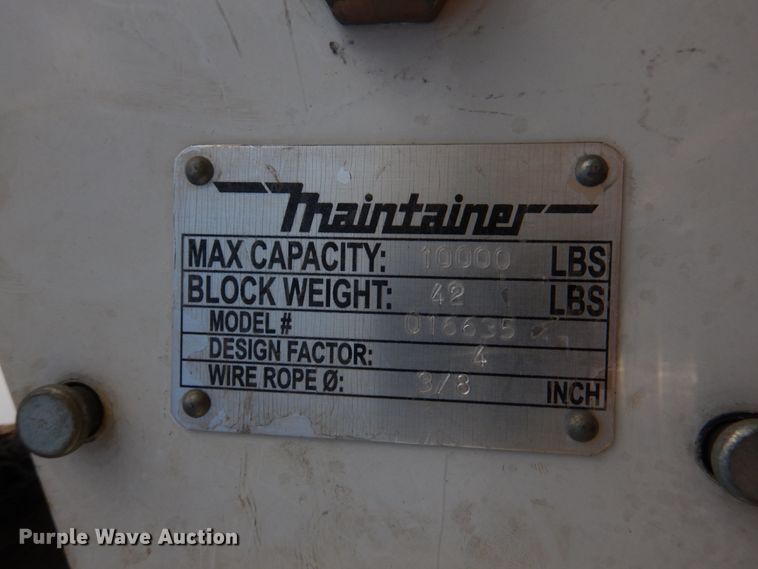 Maintainer
MAX CAPACITY: 10000 LBS
BLOCK WEIGHT: 42 LBS
MODEL # 016635
DESIGN FACTOR: 4
WIRE ROPE Ø: 3/8 INCH
Purple Wave Auction